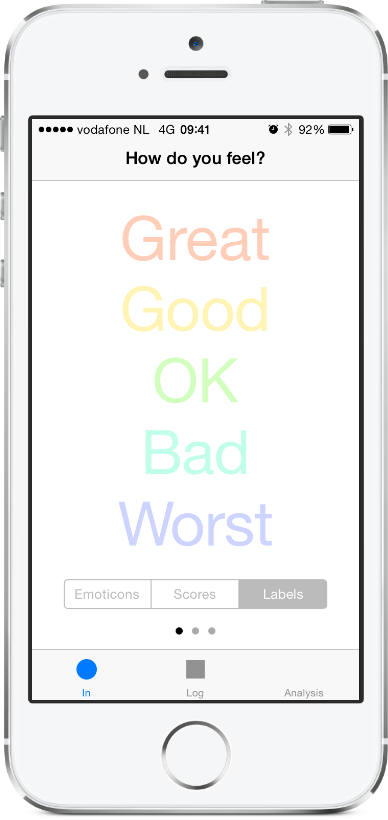 vodafone NL 4G 09:41 92%
How do you feel?
Great
Good
OK
Bad
Worst
Emoticons Scores Labels
In Log Analysis